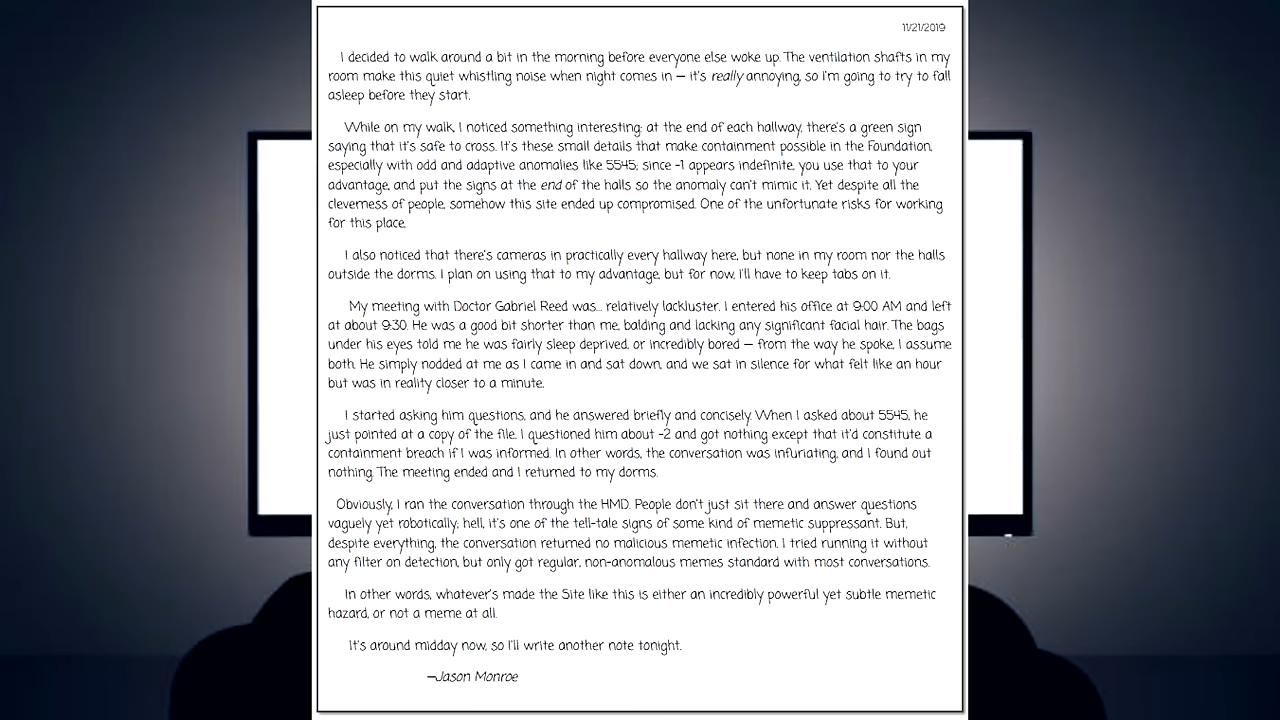 11/21/2019
I decided to walk around a bit in the morning before everyone else woke up. The ventilation shafts in my
room make this quiet whistling noise when night comes in — it's really annoying, so I'm going to try to fall
asleep before they start.
While on my walk, I noticed something interesting: at the end of each hallway, there's a green sign
saying that it's safe to cross. It's these small details that make containment possible in the Foundation,
especially with odd and adaptive anomalies like 5545; since -1 appears indefinite, you use that to your
advantage, and put the signs at the end of the halls so the anomaly can't mimic it. Yet despite all the
cleverness of people, somehow this site ended up compromised. One of the unfortunate risks for working
for this place.
I also noticed that there's cameras in practically every hallway here, but none in my room nor the halls
outside the dorms. I plan on using that to my advantage, but for now, I'll have to keep tabs on it.
My meeting with Doctor Gabriel Reed was... relatively lackluster. I entered his office at 9:00 AM and left
at about 9:30. He was a good bit shorter than me, balding and lacking any significant facial hair. The bags
under his eyes told me he was fairly sleep deprived, or incredibly bored — from the way he spoke, I assume
both. He simply nodded at me as I came in and sat down, and we sat in silence for what felt like an hour
but was in reality closer to a minute.
I started asking him questions, and he answered briefly and concisely. When I asked about 5545, he
just pointed at a copy of the file. I questioned him about -2 and got nothing except that it'd constitute a
containment breach if I was informed. In other words, the conversation was infuriating, and I found out
nothing. The meeting ended and I returned to my dorms.
Obviously, I ran the conversation through the HMD. People don't just sit there and answer questions
vaguely yet robotically; hell, it's one of the tell-tale signs of some kind of memetic suppressant. But,
despite everything, the conversation returned no malicious memetic infection. I tried running it without
any filter on detection, but only got regular, non-anomalous memes standard with most conversations.
In other words, whatever's made the Site like this is either an incredibly powerful yet subtle memetic
hazard, or not a meme at all.
It's around midday now, so I'll write another note tonight.
—Jason Monroe